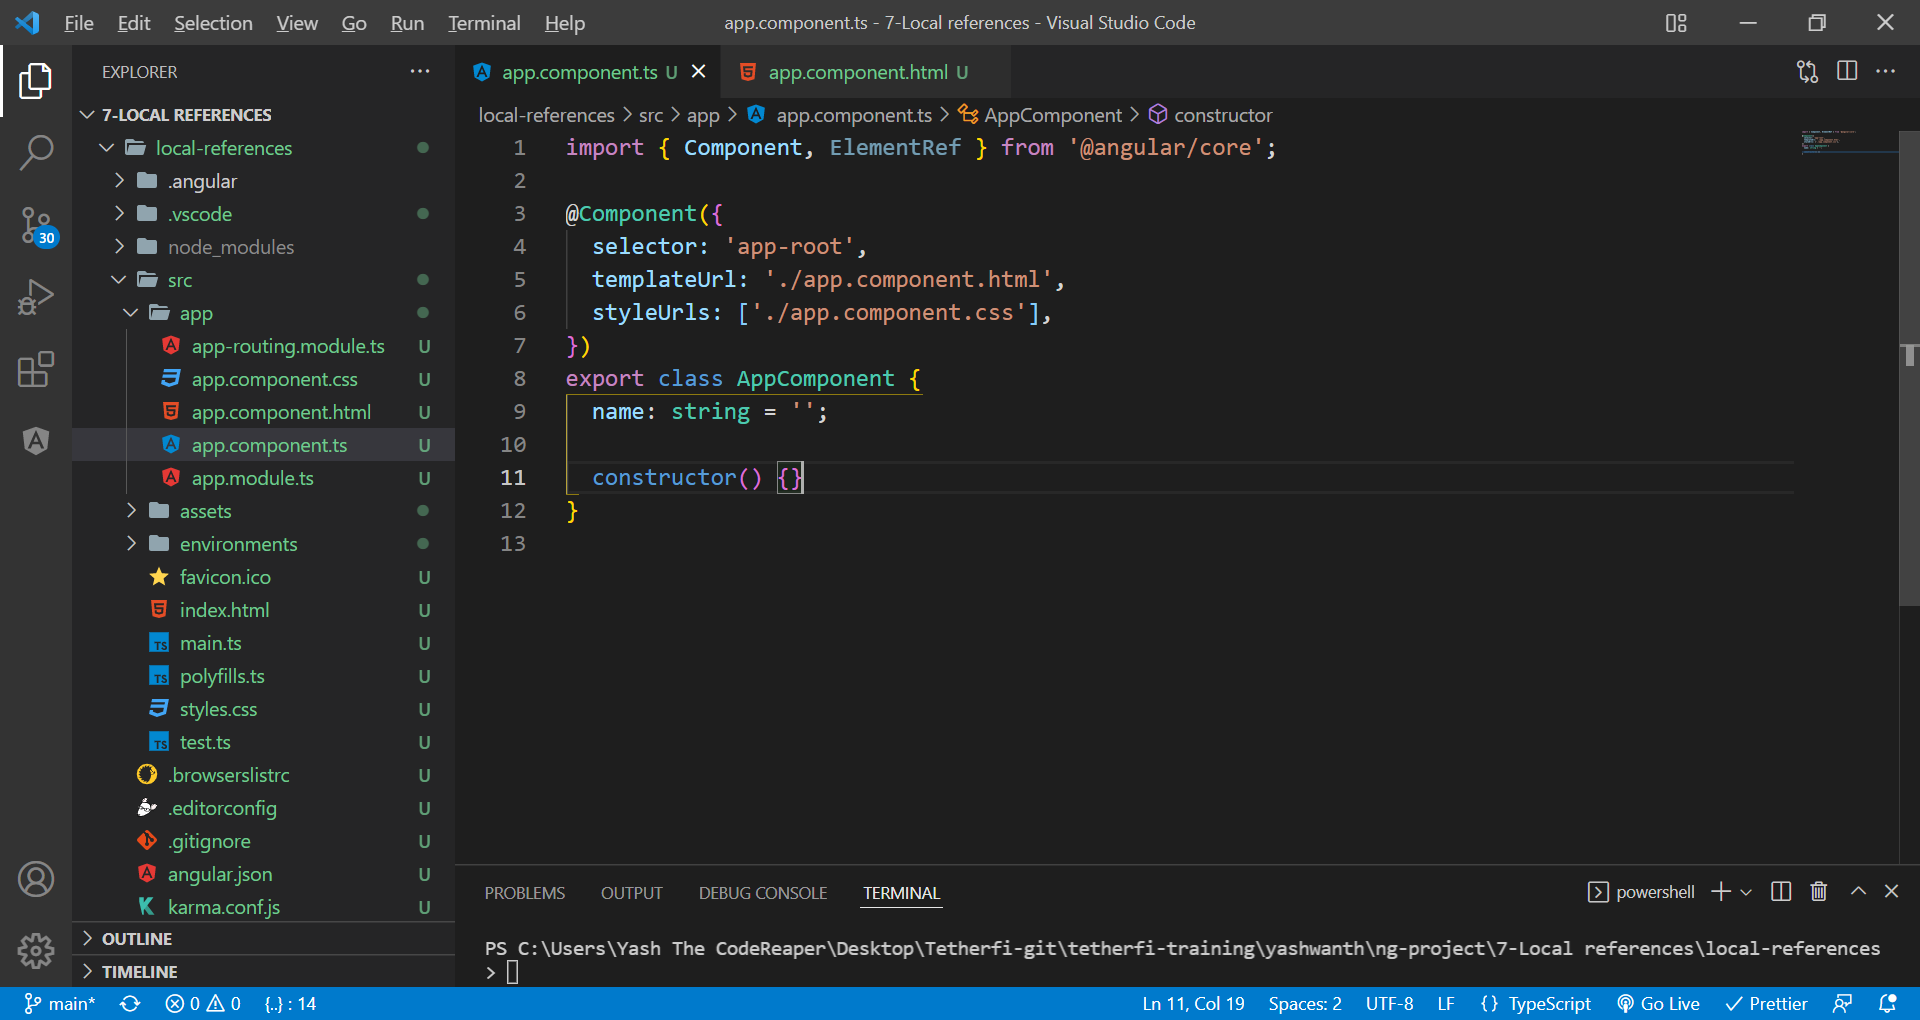 File Edit Selection View Go Run Terminal Help
app.component.ts - 7-Local references - Visual Studio Code
EXPLORER
7-LOCAL REFERENCES
local-references
.angular
.vscode
node_modules
src
app
app-routing.module.ts U
app.component.css U
app.component.html U
app.component.ts U
app.module.ts U
assets
environments
favicon.ico U
index.html U
main.ts U
polyfills.ts U
styles.css U
test.ts U
.browserslistrc U
.editorconfig U
.gitignore U
angular.json U
karma.conf.js U
OUTLINE
TIMELINE
30
app.component.ts U
app.component.html U
local-references > src > app > app.component.ts > AppComponent > constructor
1 import { Component, ElementRef } from '@angular/core';
2
3 @Component({
4 selector: 'app-root',
5 templateUrl: './app.component.html',
6 styleUrls: ['./app.component.css'],
7 })
8 export class AppComponent {
9 name: string = '';
10
11 constructor() {}
12 }
13
PROBLEMS OUTPUT DEBUG CONSOLE TERMINAL
powershell
PS C:\Users\Yash The CodeReaper\Desktop\Tetherfi-git\tetherfi-training\yashwanth\ng-project\7-Local references\local-references
>
main* 0 0 {..} : 14
Ln 11, Col 19 Spaces: 2 UTF-8 LF {} TypeScript Go Live Prettier